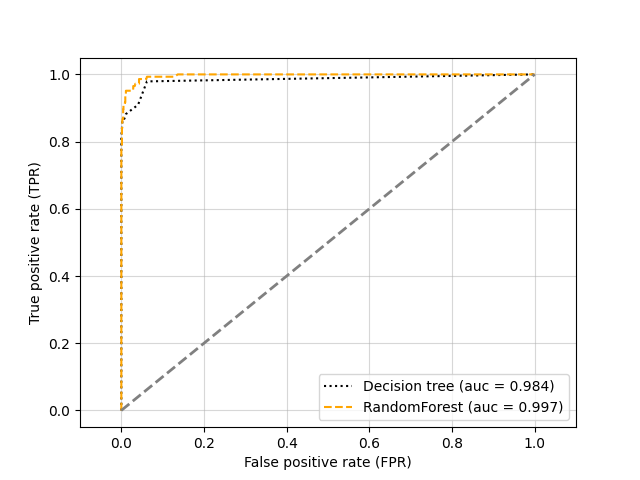 1.0
0.8
0.6
0.4
0.2
0.0
True positive rate (TPR)
Decision tree (auc = 0.984)
RandomForest (auc = 0.997)
0.0 0.2 0.4 0.6 0.8 1.0
False positive rate (FPR)